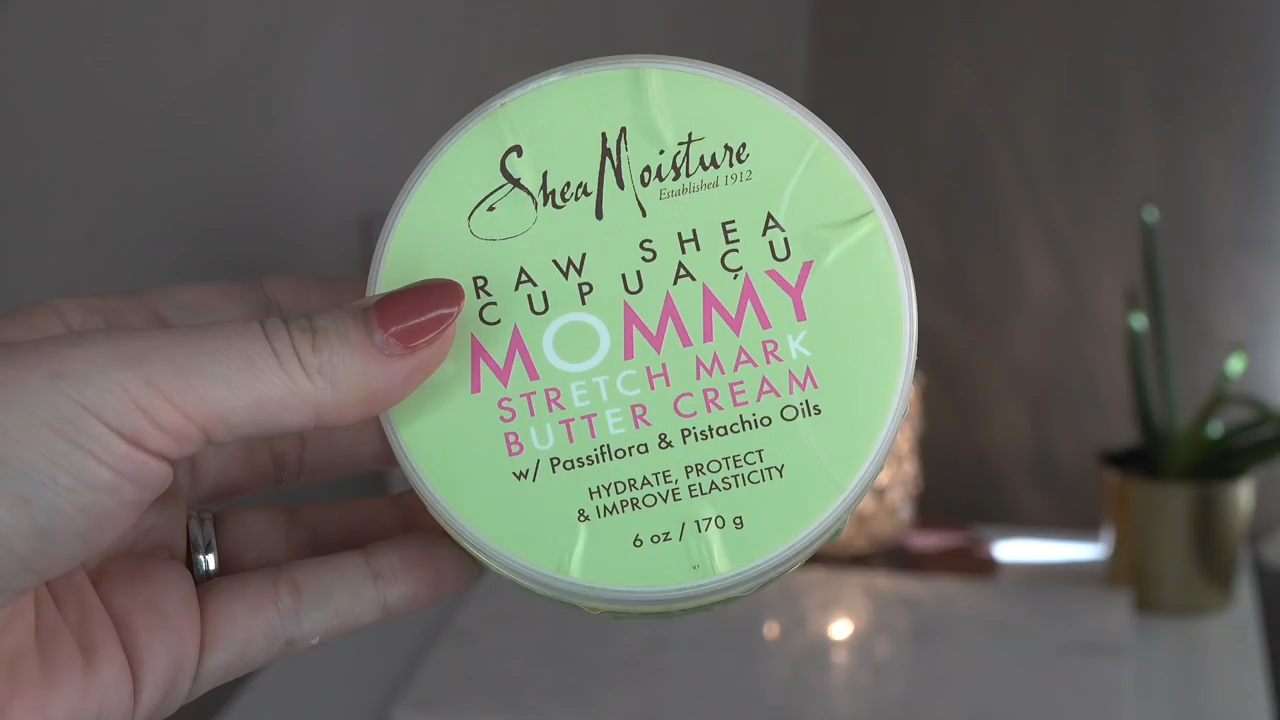 SheaMoisture
Established 1912
RAW SHEA
CUPUAÇU
MOMMY
STRETCH MARK
BUTTER CREAM
w/ Passiflora & Pistachio Oils
HYDRATE, PROTECT
& IMPROVE ELASTICITY
6 oz / 170 g